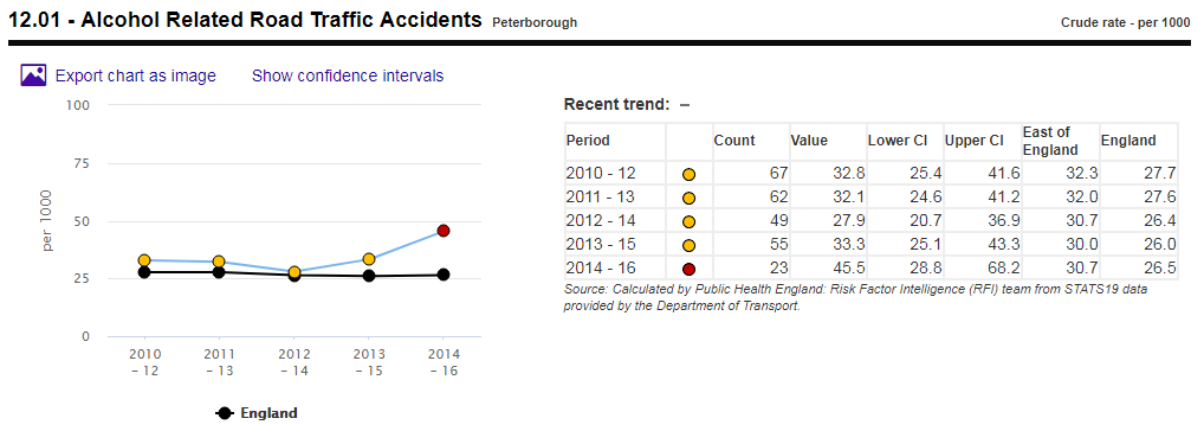 12.01 - Alcohol Related Road Traffic Accidents Peterborough Crude rate - per 1000
Export chart as image Show confidence intervals
100
75
50
25
0
per 1000
2010 - 12
2011 - 13
2012 - 14
2013 - 15
2014 - 16
England
Recent trend: –
Period Count Value Lower CI Upper CI East of England England
2010 - 12 67 32.8 25.4 41.6 32.3 27.7
2011 - 13 62 32.1 24.6 41.2 32.0 27.6
2012 - 14 49 27.9 20.7 36.9 30.7 26.4
2013 - 15 55 33.3 25.1 43.3 30.0 26.0
2014 - 16 23 45.5 28.8 68.2 30.7 26.5
Source: Calculated by Public Health England: Risk Factor Intelligence (RFI) team from STATS19 data
provided by the Department of Transport.